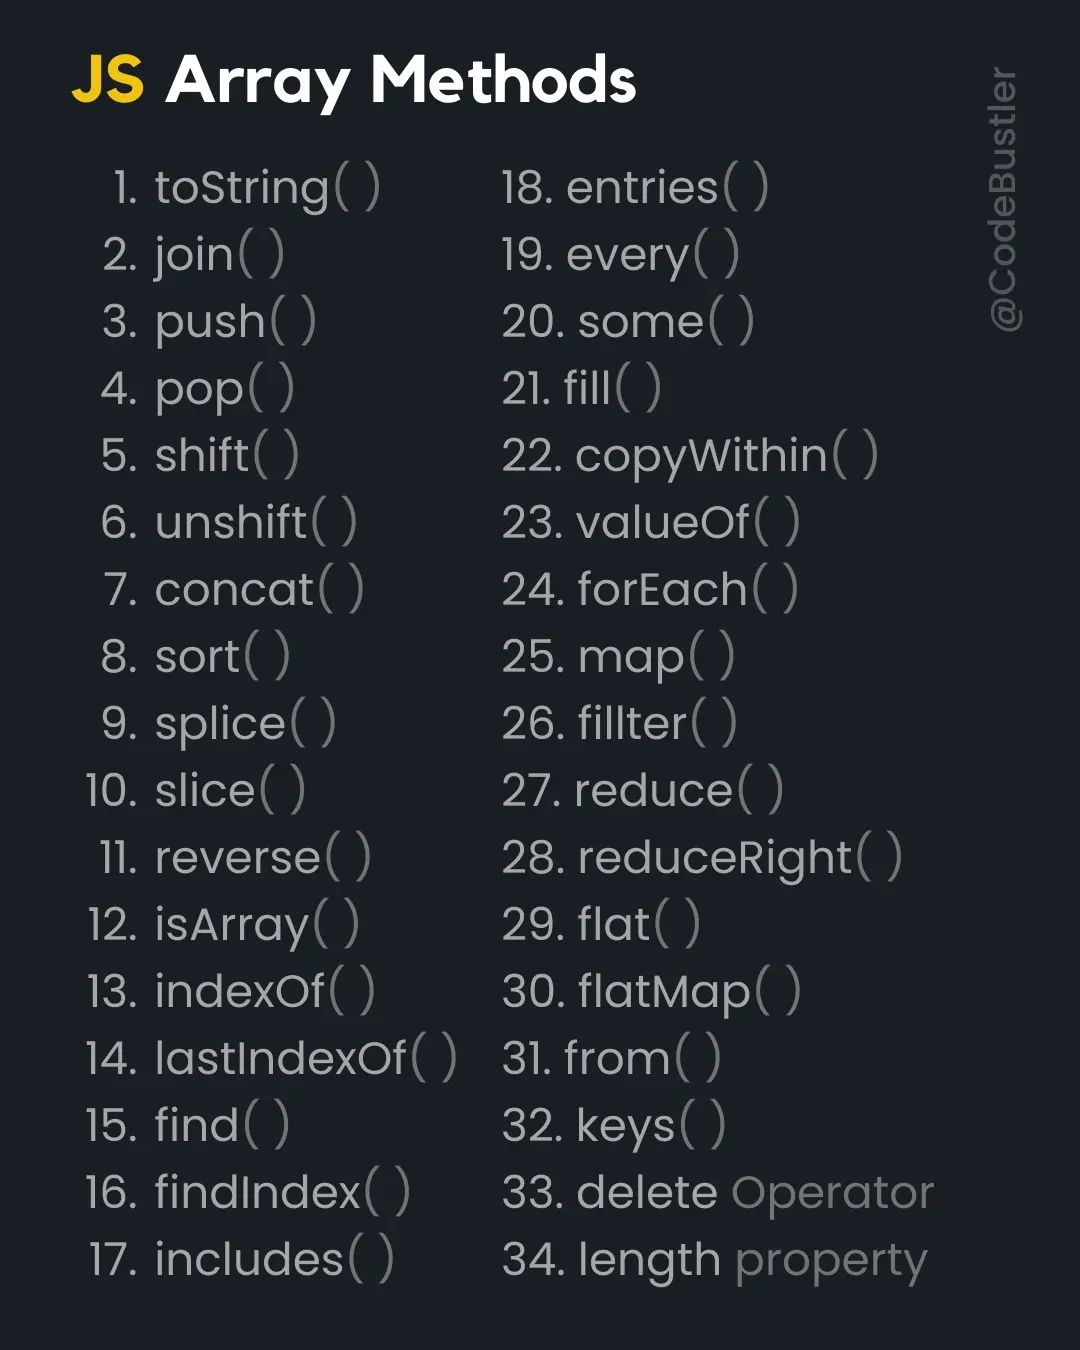 JS Array Methods
@CodeBustler
1. toString( )
2. join( )
3. push( )
4. pop( )
5. shift( )
6. unshift( )
7. concat( )
8. sort( )
9. splice( )
10. slice( )
11. reverse( )
12. isArray( )
13. indexOf( )
14. lastIndexOf( )
15. find( )
16. findIndex( )
17. includes( )
18. entries( )
19. every( )
20. some( )
21. fill( )
22. copyWithin( )
23. valueOf( )
24. forEach( )
25. map( )
26. fillter( )
27. reduce( )
28. reduceRight( )
29. flat( )
30. flatMap( )
31. from( )
32. keys( )
33. delete Operator
34. length property